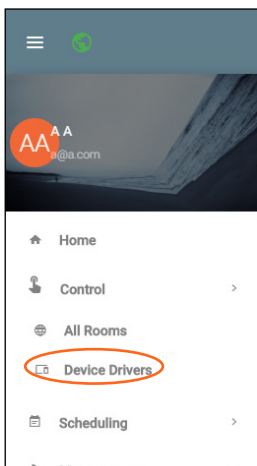 AA
A A
a@a.com
Home
Control
All Rooms
Device Drivers
Scheduling